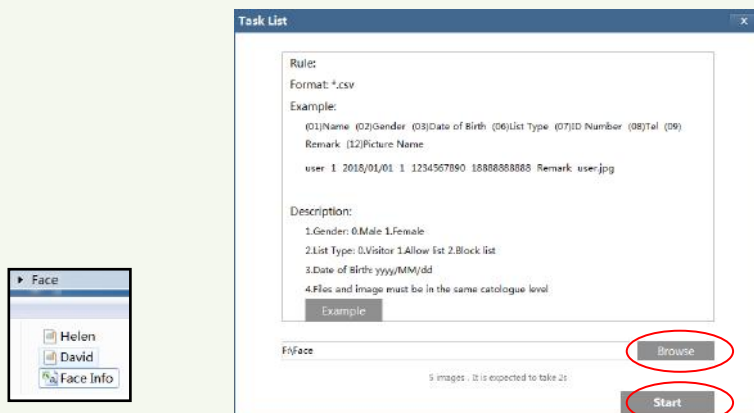 Task List
x
Rule:
Format: *.csv
Example:
(01)Name (02)Gender (03)Date of Birth (06)List Type (07)ID Number (08)Tel (09)
Remark (12)Picture Name
user 1 2018/01/01 1 1234567890 18888888888 Remark user.jpg
Description:
1.Gender: 0.Male 1.Female
2.List Type: 0.Visitor 1.Allow list 2.Block list
3.Date of Birth: yyyy/MM/dd
4.Files and image must be in the same catologue level
Example
F:\Face
Browse
5 images . It is expected to take 2s
Start
Face
Helen
David
Face Info